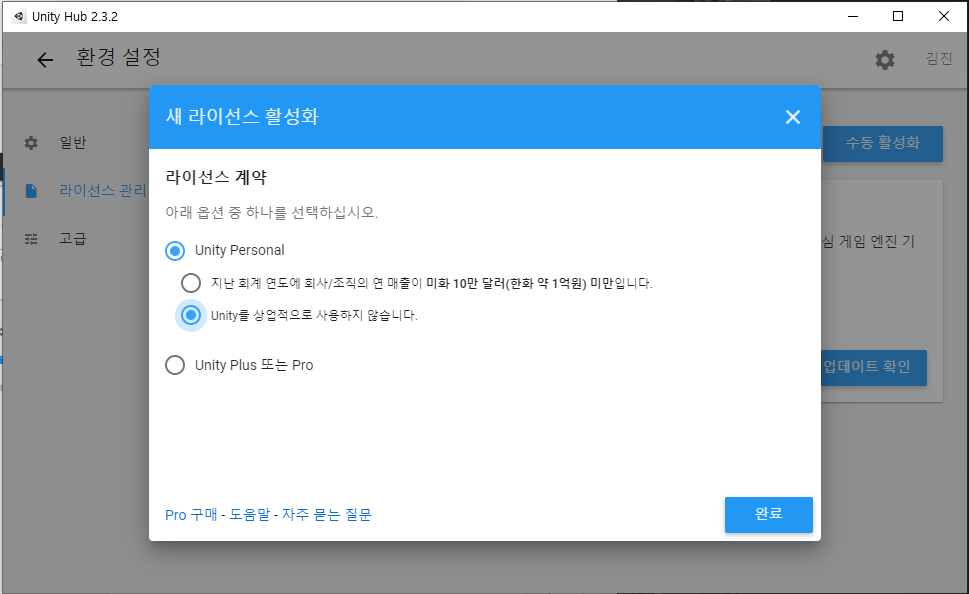 Unity Hub 2.3.2
환경 설정
김진
새 라이선스 활성화
일반
수동 활성화
라이선스 계약
라이선스 관리
아래 옵션 중 하나를 선택하십시오.
고급
심 게임 엔진 기
Unity Personal
지난 회계 연도에 회사/조직의 연 매출이 미화 10만 달러(한화 약 1억원) 미만입니다.
Unity를 상업적으로 사용하지 않습니다.
Unity Plus 또는 Pro
업데이트 확인
Pro 구매 - 도움말 - 자주 묻는 질문
완료